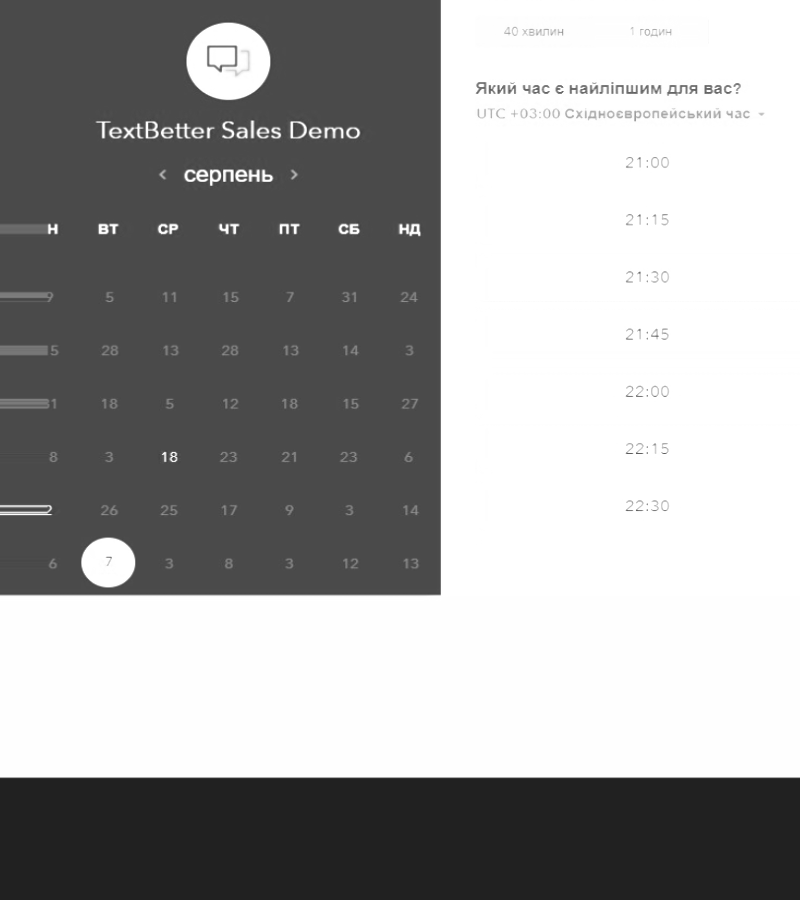 TextBetter Sales Demo
серпень
Н ВТ СР ЧТ ПТ СБ НД
9 5 11 15 7 31 24
5 28 13 28 13 14 3
1 18 5 12 18 15 27
8 3 18 23 21 23 6
2 26 25 17 9 3 14
6 7 3 8 3 12 13
40 хвилин 1 годин
Який час є найліпшим для вас?
UTC +03:00 Східноєвропейський час
21:00
21:15
21:30
21:45
22:00
22:15
22:30